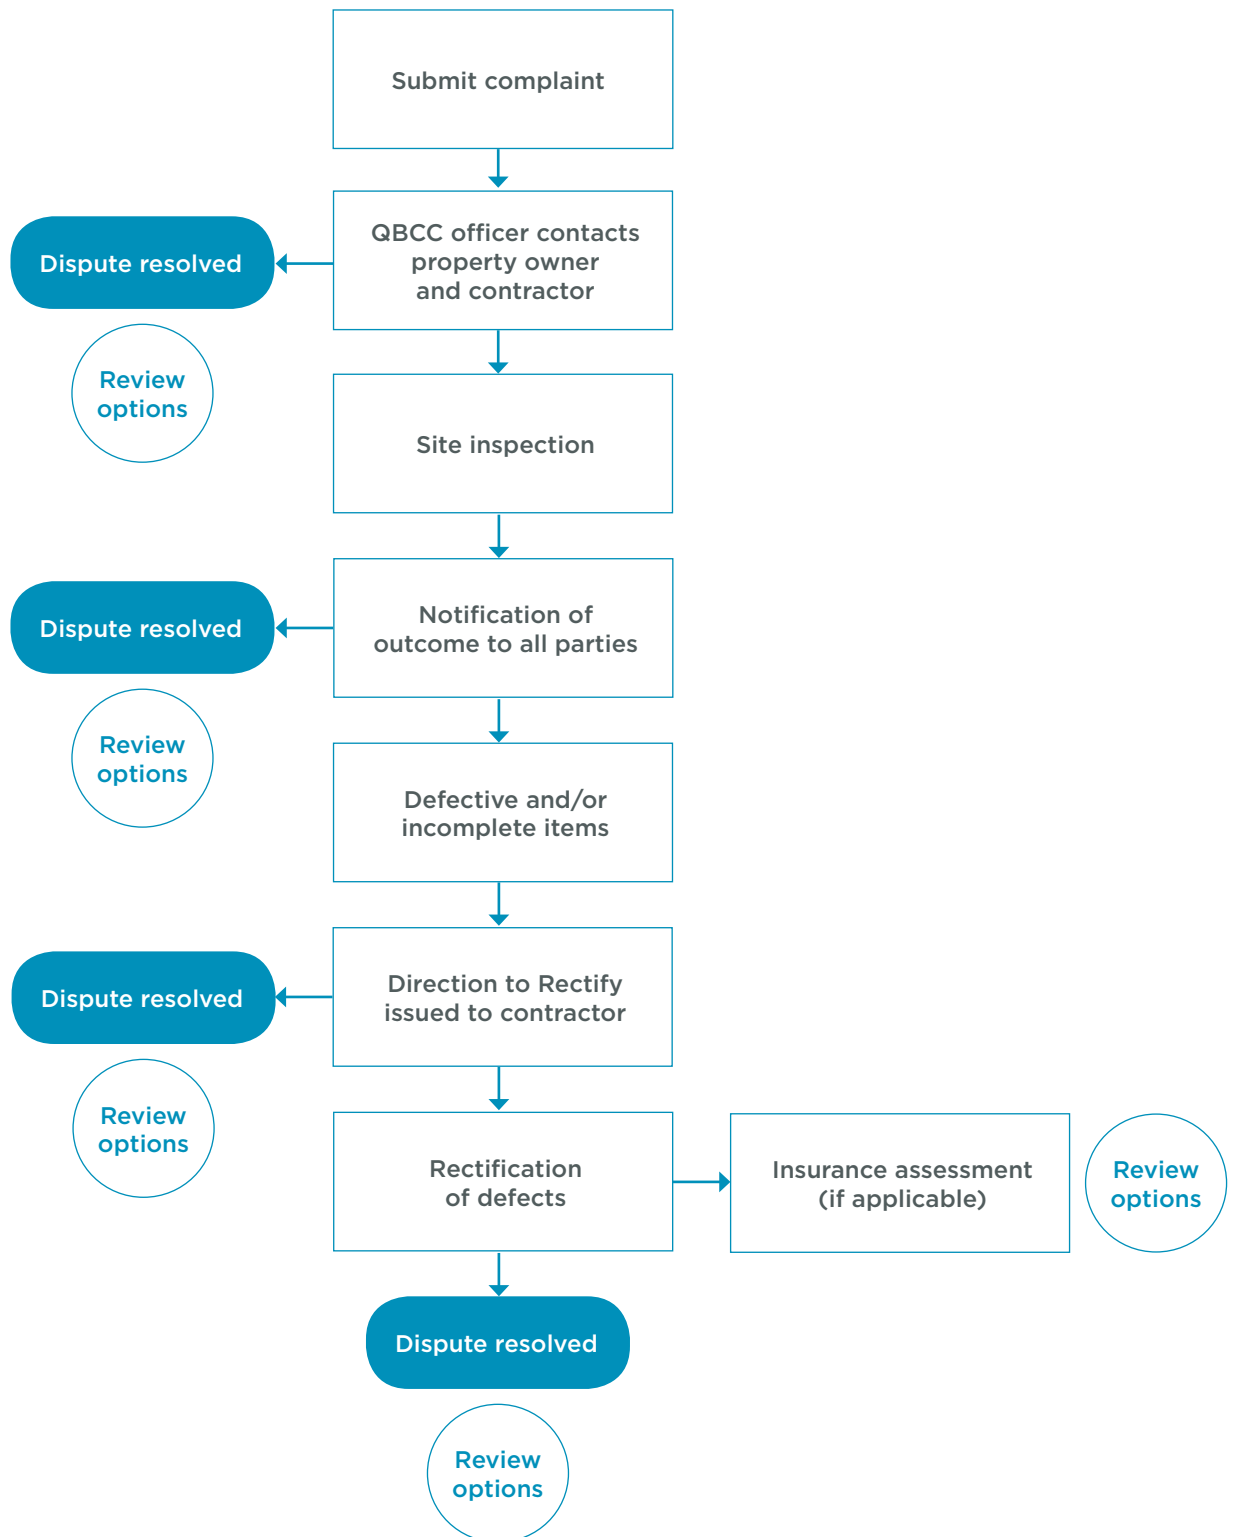 Submit complaint
QBCC officer contacts
property owner
and contractor
Dispute resolved
Review
options
Site inspection
Notification of
outcome to all parties
Dispute resolved
Review
options
Defective and/or
incomplete items
Direction to Rectify
issued to contractor
Dispute resolved
Review
options
Rectification
of defects
Insurance assessment
(if applicable)
Review
options
Dispute resolved
Review
options